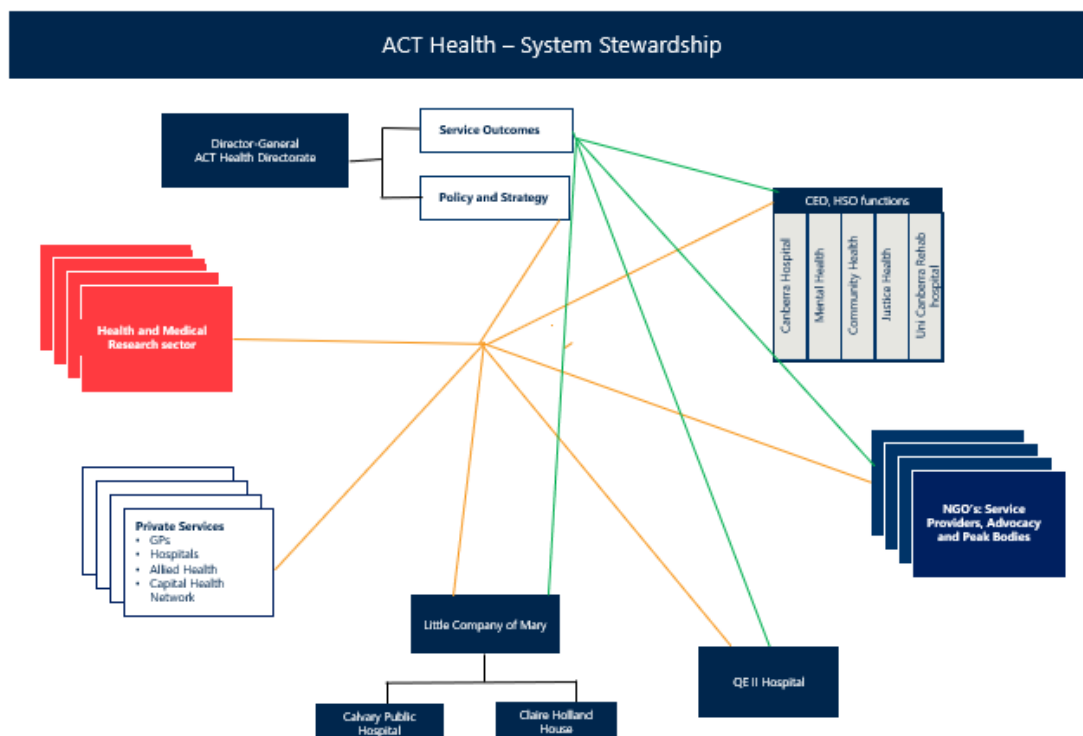 ACT Health – System Stewardship
Director-General
ACT Health Directorate
Service Outcomes
Policy and Strategy
CEO, HSO functions
Canberra Hospital
Mental Health
Community Health
Justice Health
Uni Canberra Rehab
hospital
Health and Medical
Research sector
Private Services
• GPs
• Hospitals
• Allied Health
• Capital Health
Network
NGO's: Service
Providers, Advocacy
and Peak Bodies
Little Company of Mary
QE II Hospital
Calvary Public
Hospital
Claire Holland
House